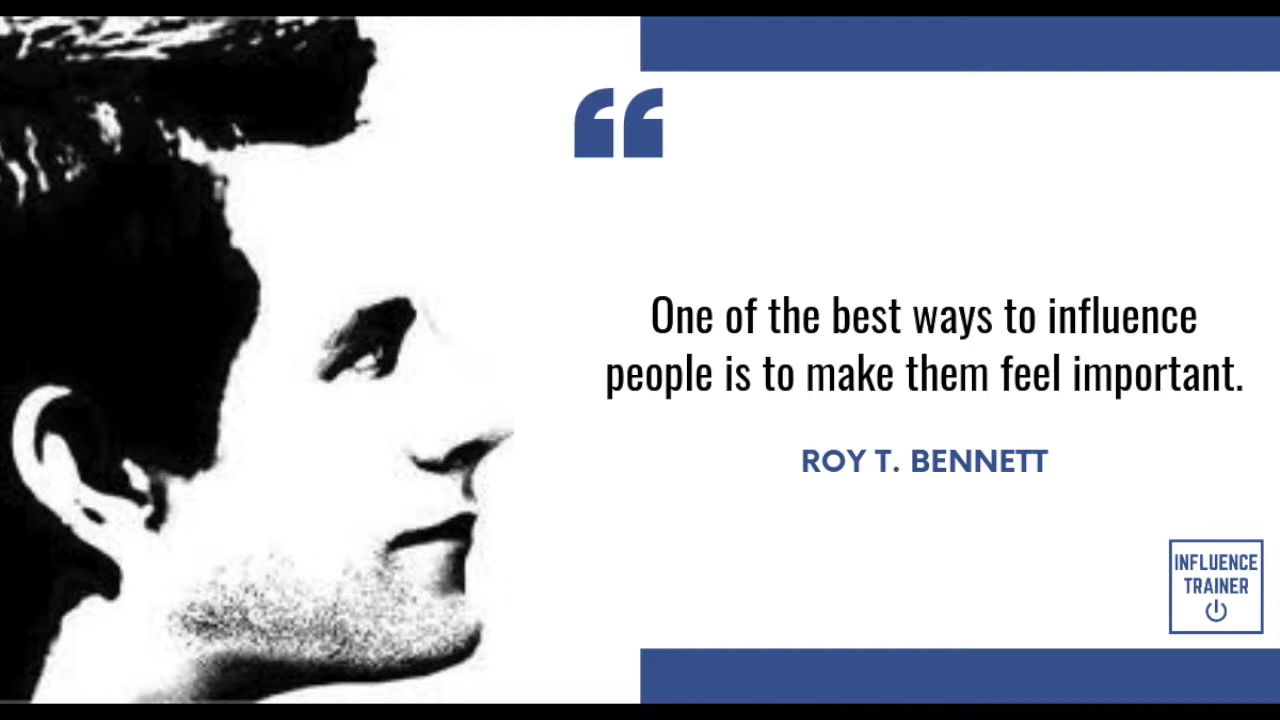 One of the best ways to influence
people is to make them feel important.
ROY T. BENNETT
INFLUENCE
TRAINER